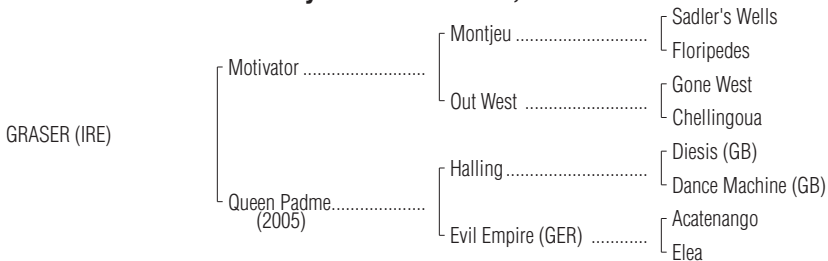 Sadler's Wells
Montjeu ............................
Floripedes
Motivator ..........................
Gone West
Out West ..........................
Chellingoua
GRASER (IRE)
Diesis (GB)
Halling..............................
Dance Machine (GB)
Queen Padme....................
(2005)
Acatenango
Evil Empire (GER) ............
Elea